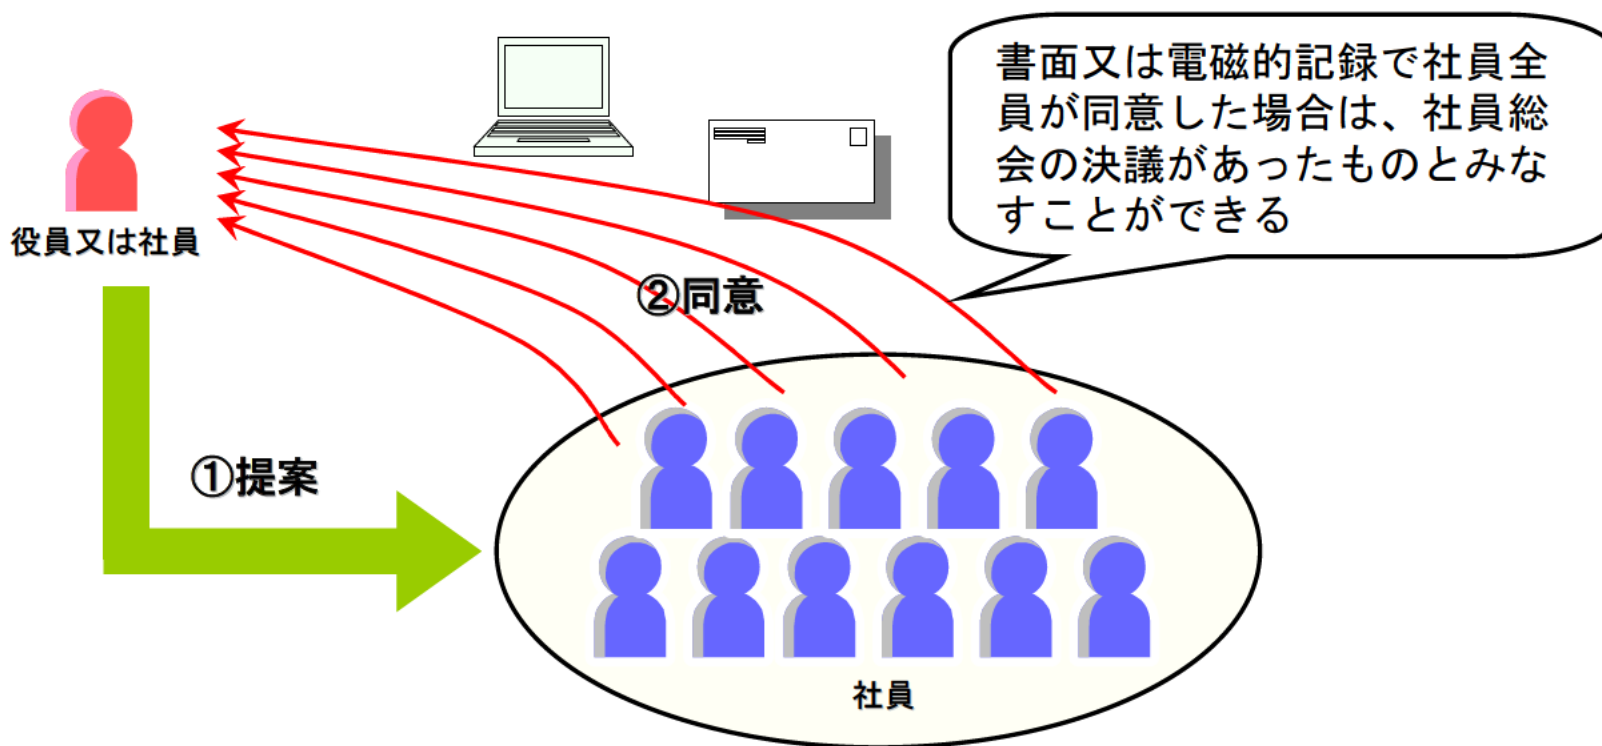 書面又は電磁的記録で社員全
員が同意した場合は、社員総
会の決議があったものとみな
すことができる
役員又は社員
②同意
①提案
社員